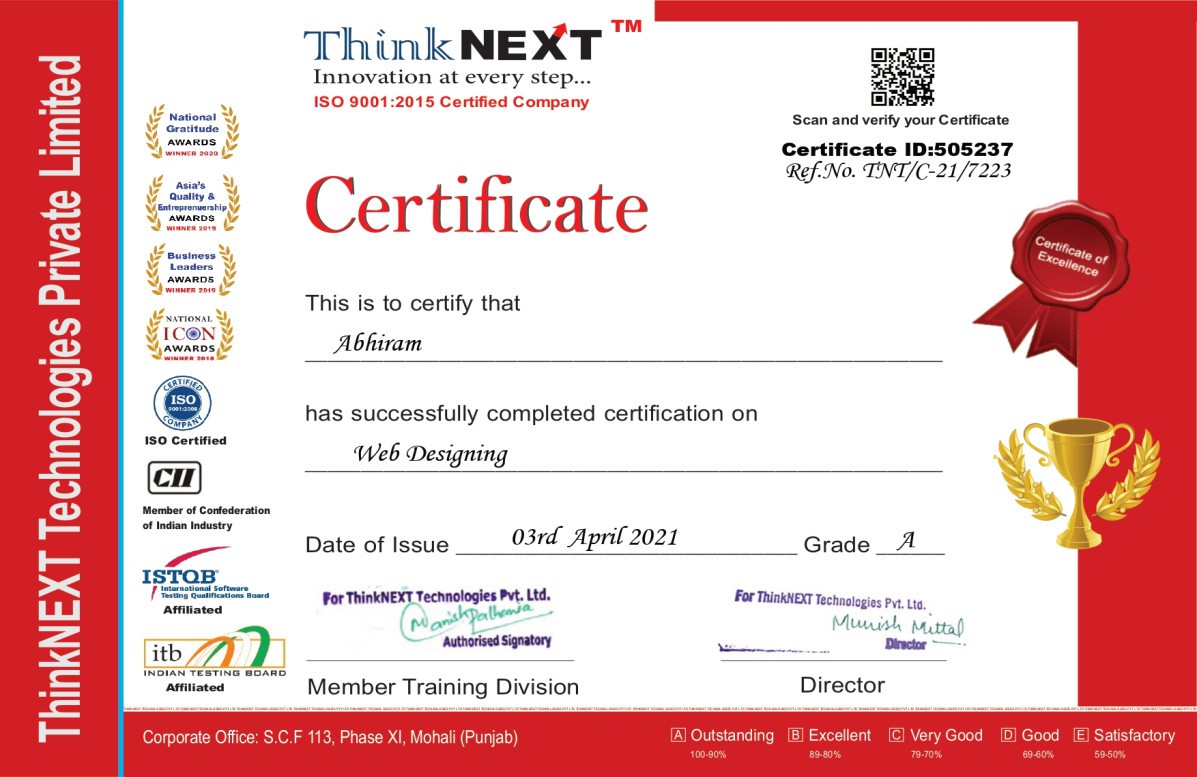 ThinkNEXT Technologies Private Limited
ThinkNEXT ™
Innovation at every step...
ISO 9001:2015 Certified Company
Scan and verify your Certificate
Certificate ID:505237
Ref.No. TNT/C-21/7223
National
Gratitude
AWARDS
WINNER 2020
Asia's
Quality &
Entreprenuership
AWARDS
WINNER 2019
Business
Leaders
AWARDS
WINNER 2019
NATIONAL
ICON
AWARDS
WINNER 2018
CERTIFIED
ISO
9001:2008
COMPANY
ISO Certified
CII
Member of Confederation
of Indian Industry
ISTQB
International Software
Testing Qualifications Board
Affiliated
itb
INDIAN TESTING BOARD
Affiliated
Certificate
Certificate of
Excellence
This is to certify that
Abhiram
has successfully completed certification on
Web Designing
Date of Issue 03rd April 2021 Grade A
For ThinkNEXT Technologies Pvt. Ltd.
Manish Pathania
Authorised Signatory
Member Training Division
For ThinkNEXT Technologies Pvt. Ltd.
Munish Mittal
Director
Director
Corporate Office: S.C.F 113, Phase XI, Mohali (Punjab)
A Outstanding B Excellent C Very Good D Good E Satisfactory
100-90% 89-80% 79-70% 69-60% 59-50%